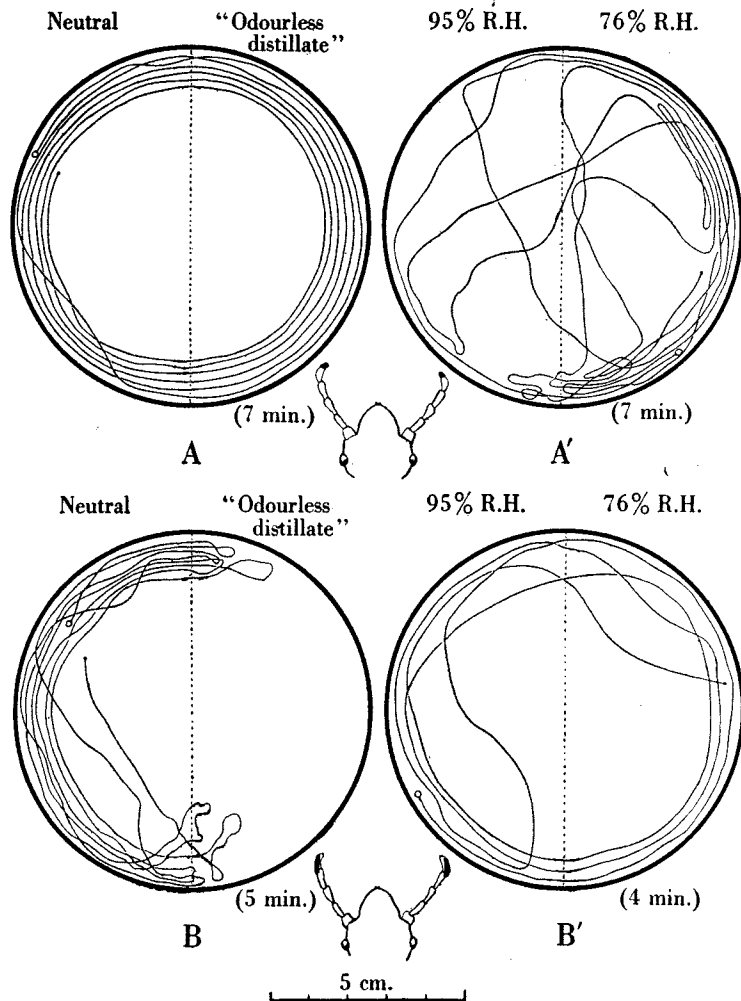 Neutral
“Odourless
distillate”
95% R.H.
76% R.H.
(7 min.)
(7 min.)
A
A′
Neutral
“Odourless
distillate”
95% R.H.
76% R.H.
(5 min.)
(4 min.)
B
B′
5 cm.